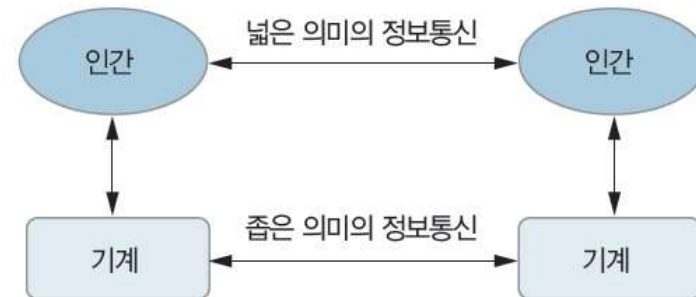 넓은 의미의 정보통신
인간
인간
좁은 의미의 정보통신
기계
기계